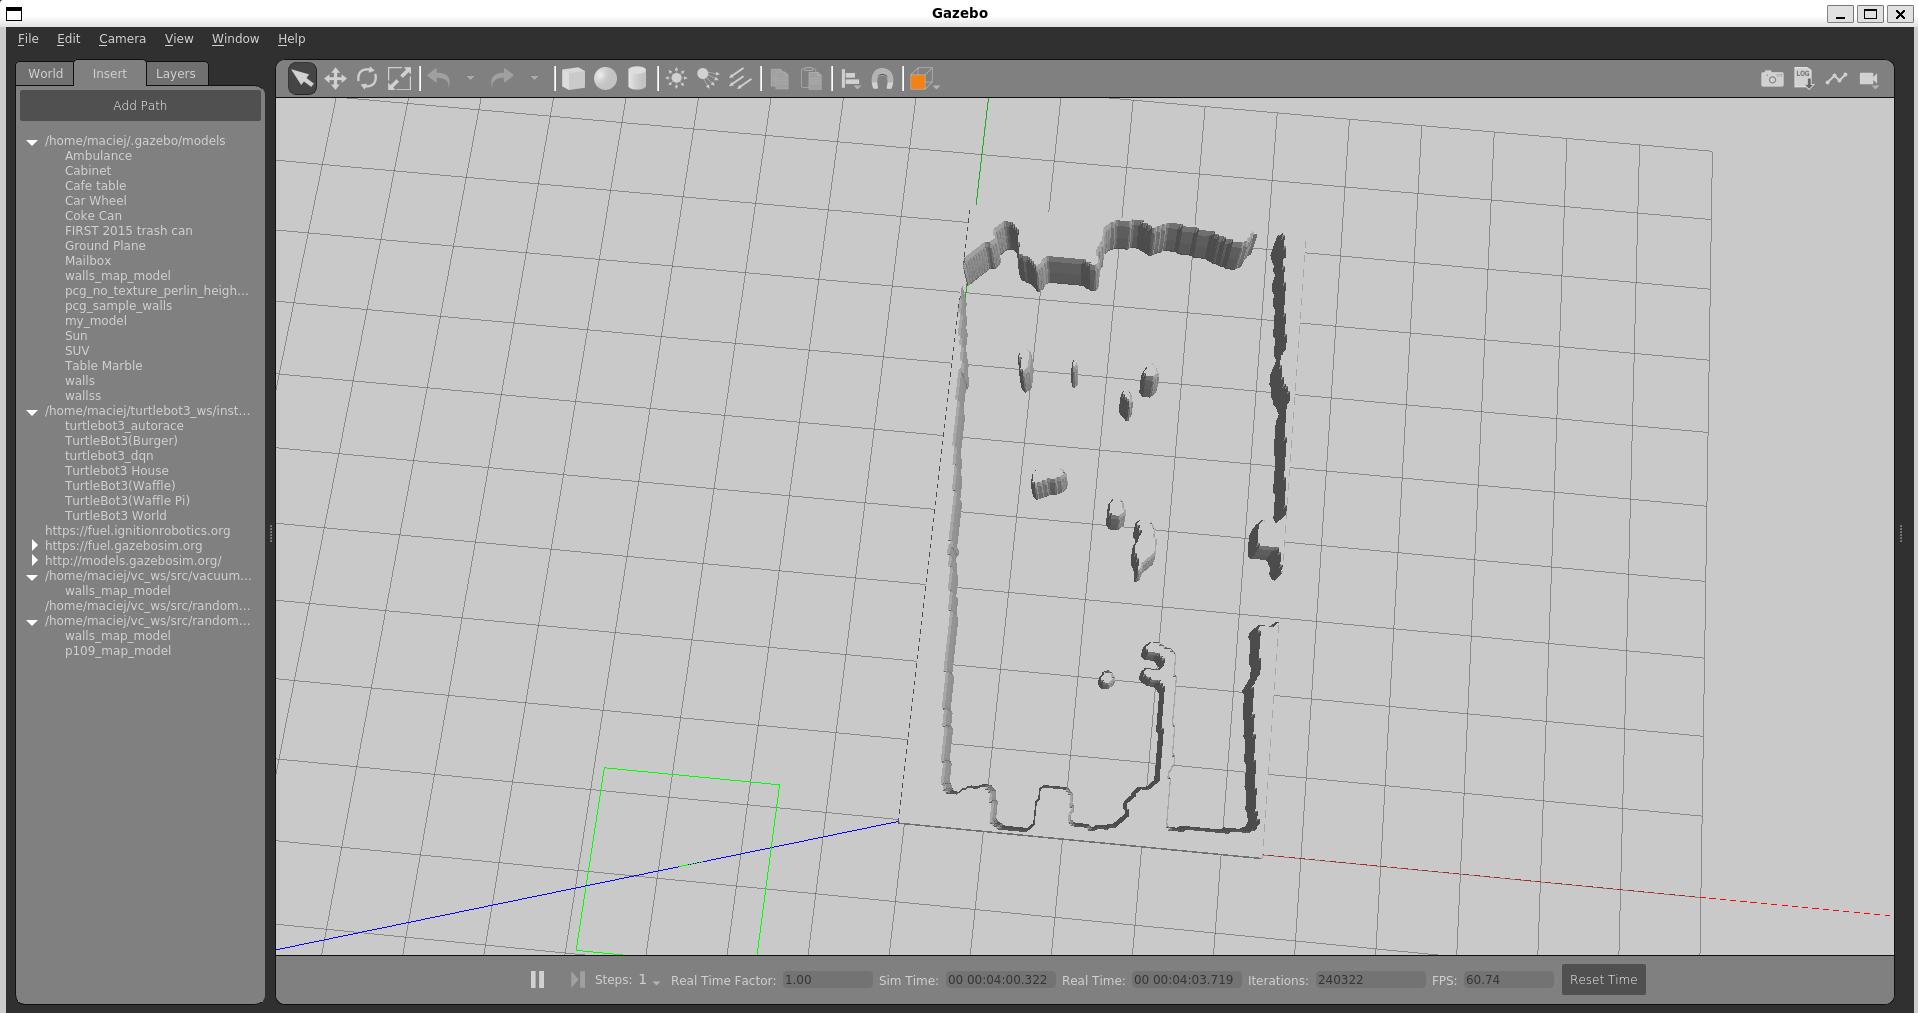 Gazebo
File Edit Camera View Window Help
World Insert Layers
LOG
Add Path
/home/maciej/.gazebo/models
Ambulance
Cabinet
Cafe table
Car Wheel
Coke Can
FIRST 2015 trash can
Ground Plane
Mailbox
walls_map_model
pcg_no_texture_perlin_heigh...
pcg_sample_walls
my_model
Sun
SUV
Table Marble
walls
wallss
/home/maciej/turtlebot3_ws/inst...
turtlebot3_autorace
TurtleBot3(Burger)
turtlebot3_dqn
Turtlebot3 House
TurtleBot3(Waffle)
TurtleBot3(Waffle Pi)
TurtleBot3 World
https://fuel.ignitionrobotics.org
https://fuel.gazebosim.org
http://models.gazebosim.org/
/home/maciej/vc_ws/src/vacuum...
walls_map_model
/home/maciej/vc_ws/src/random...
/home/maciej/vc_ws/src/random...
walls_map_model
p109_map_model
Steps: 1 Real Time Factor: 1.00 Sim Time: 00 00:04:00.322 Real Time: 00 00:04:03.719 Iterations: 240322 FPS: 60.74 Reset Time